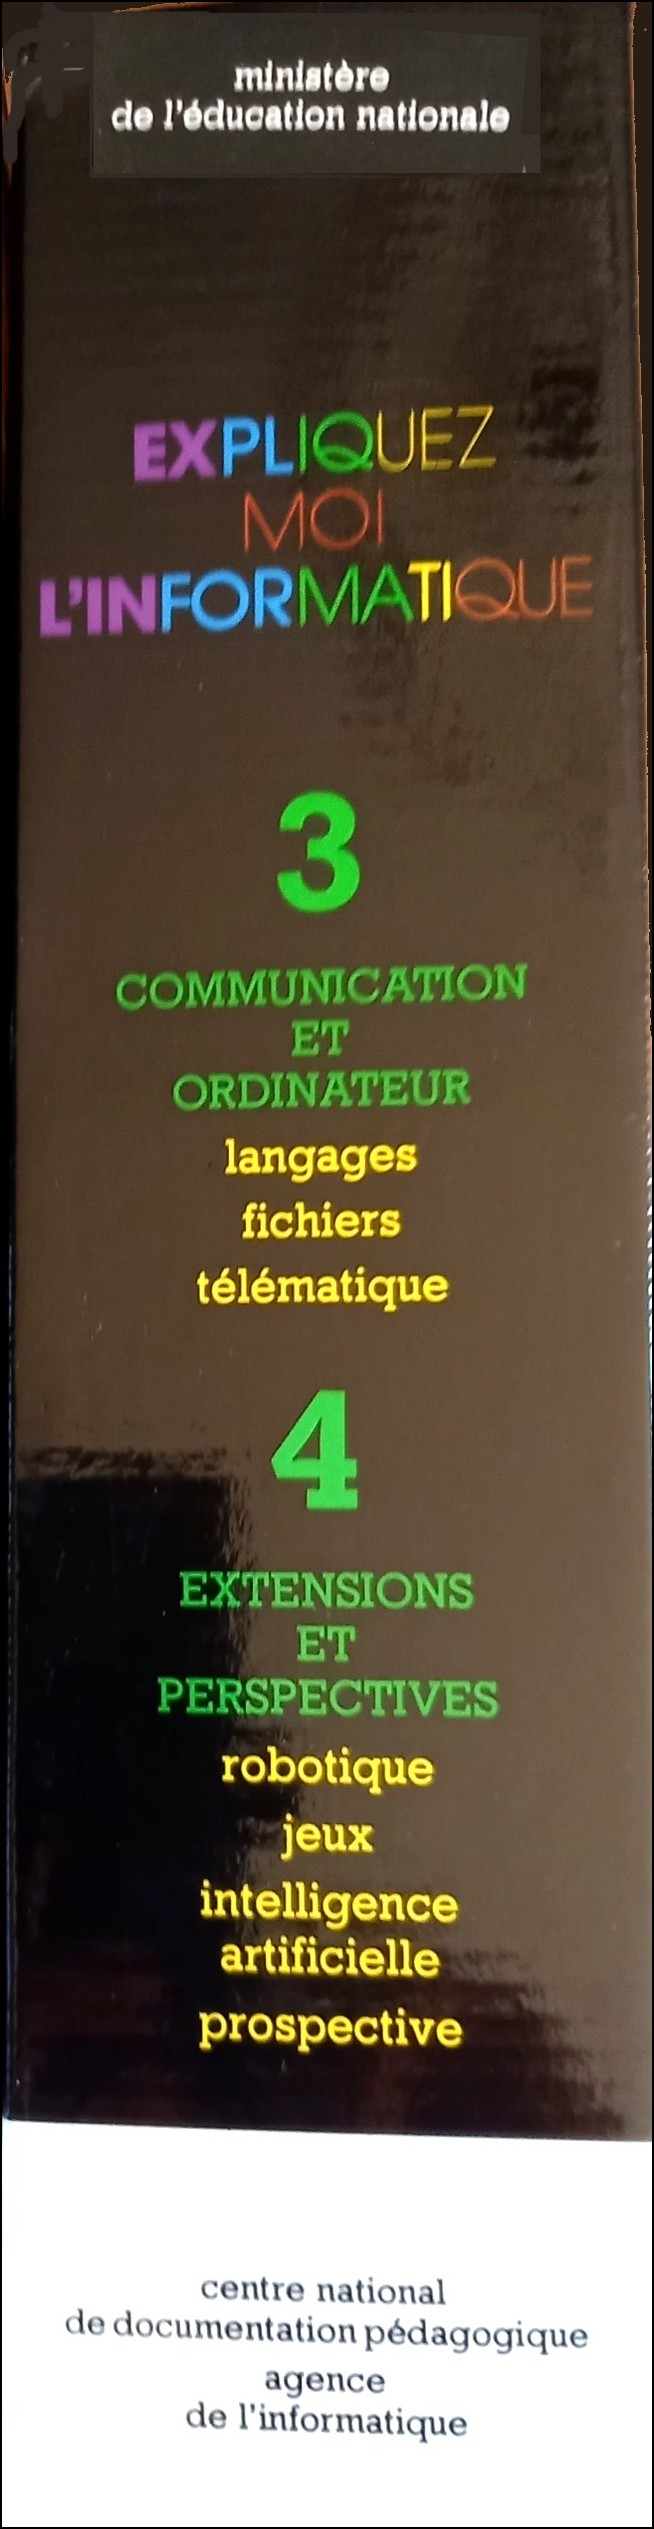 ministère
de l'éducation nationale
EXPLIQUEZ
MOI
L'INFORMATIQUE
3
COMMUNICATION
ET
ORDINATEUR
langages
fichiers
télématique
4
EXTENSIONS
ET
PERSPECTIVES
robotique
jeux
intelligence
artificielle
prospective
centre national
de documentation pédagogique
agence
de l'informatique